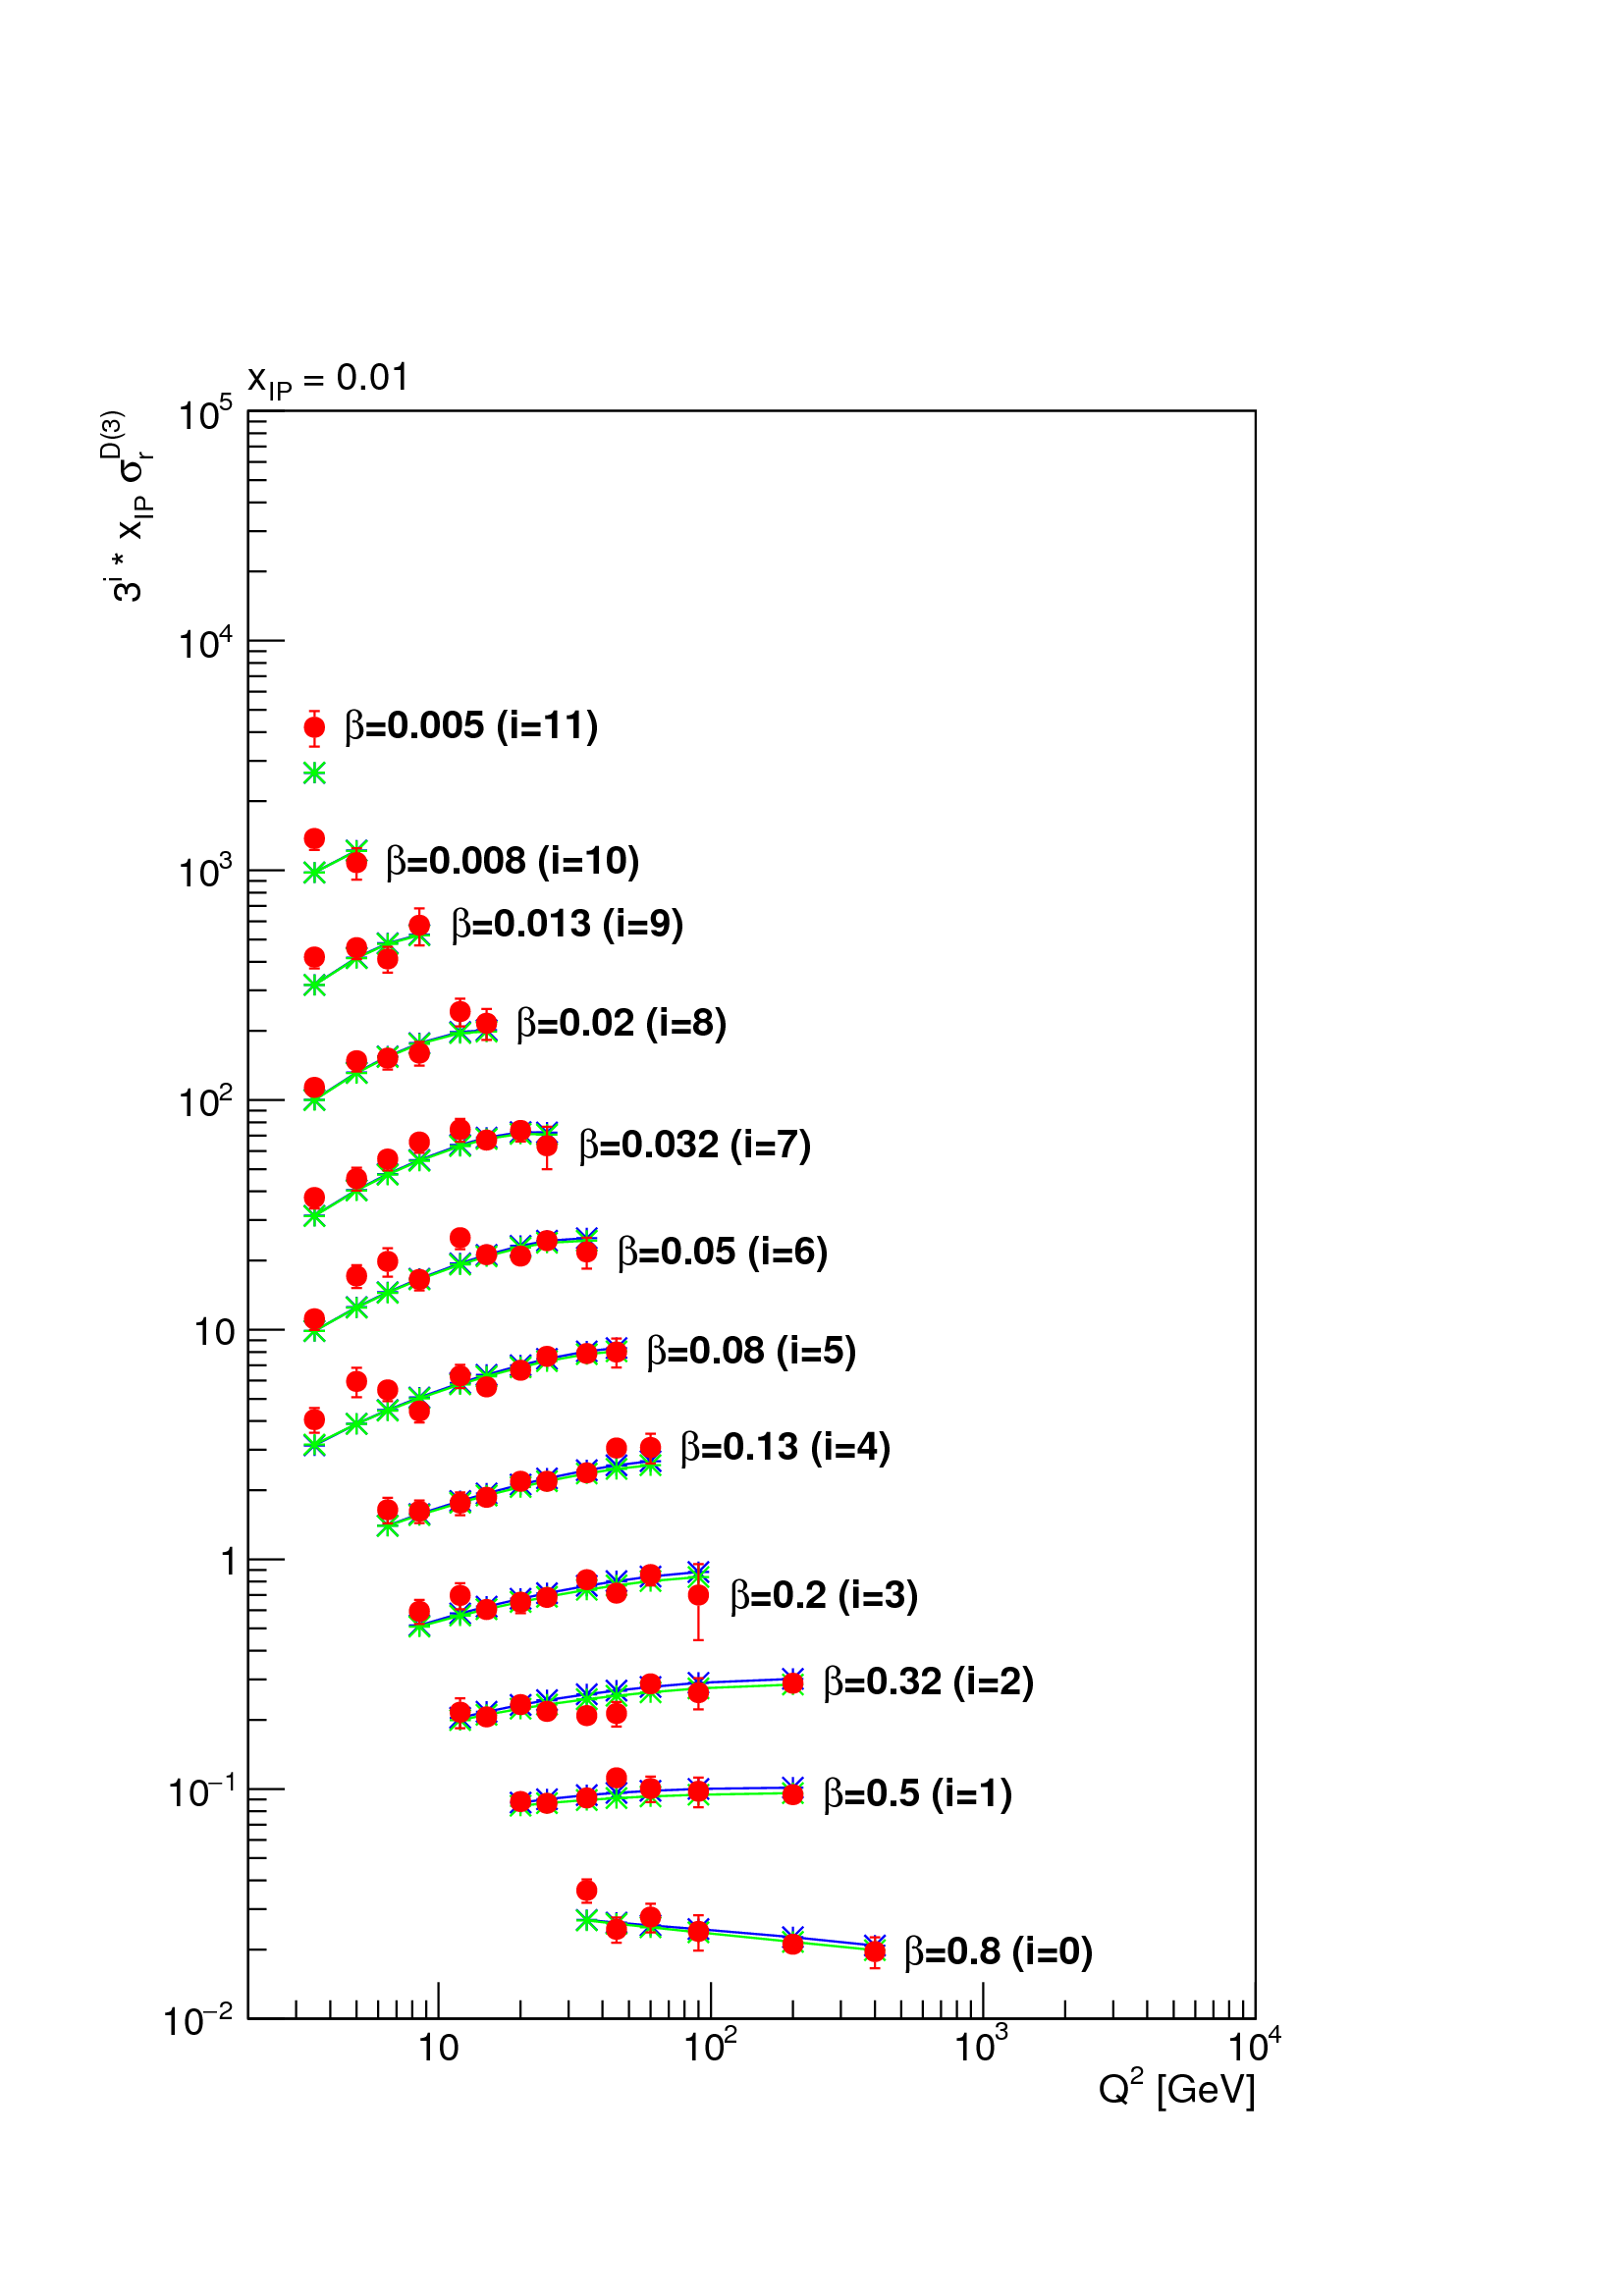 x_IP = 0.01
3^i * x_IP σ_r^D(3)
10^5
10^4
β=0.005 (i=11)
β=0.008 (i=10)
10^3
β=0.013 (i=9)
β=0.02 (i=8)
10^2
β=0.032 (i=7)
β=0.05 (i=6)
10
β=0.08 (i=5)
β=0.13 (i=4)
1
β=0.2 (i=3)
β=0.32 (i=2)
10^−1
β=0.5 (i=1)
β=0.8 (i=0)
10^−2
10 10^2 10^3 10^4
Q^2 [GeV]